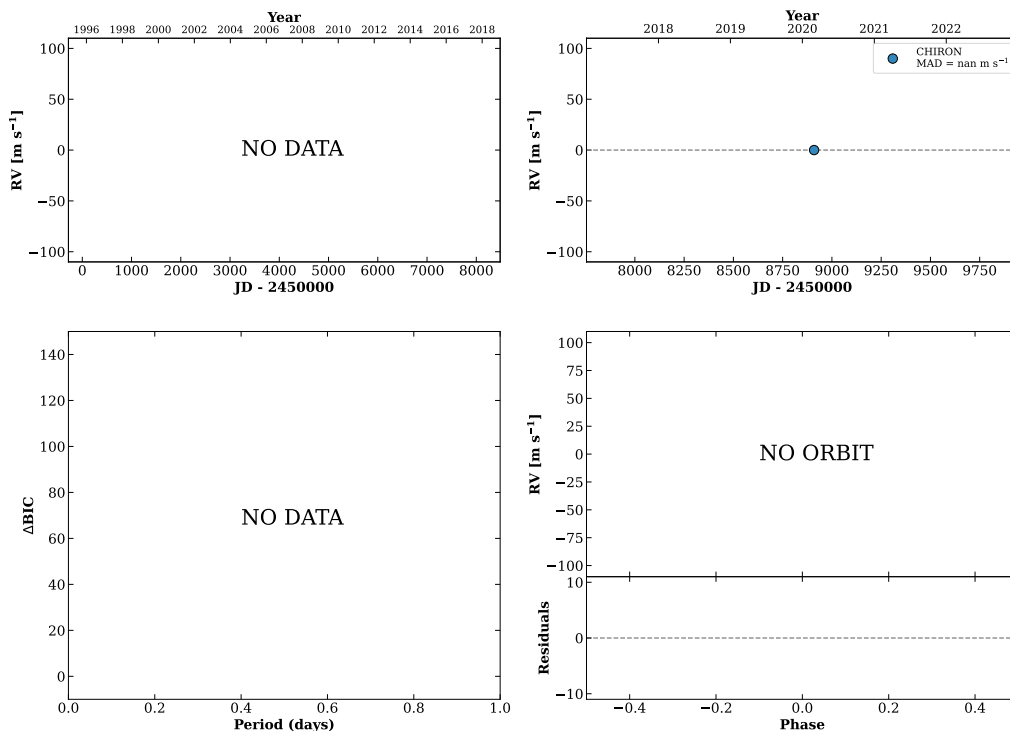 Year
1996 1998 2000 2002 2004 2006 2008 2010 2012 2014 2016 2018
100
50
0
−50
−100
RV [m s⁻¹]
NO DATA
0 1000 2000 3000 4000 5000 6000 7000 8000
JD - 2450000
Year
2018 2019 2020 2021 2022
CHIRON
MAD = nan m s⁻¹
100
50
0
−50
−100
RV [m s⁻¹]
8000 8250 8500 8750 9000 9250 9500 9750
JD - 2450000
140
120
100
80
60
40
20
0
ΔBIC
NO DATA
0.0 0.2 0.4 0.6 0.8 1.0
Period (days)
100
75
50
25
0
−25
−50
−75
−100
RV [m s⁻¹]
NO ORBIT
10
0
−10
Residuals
−0.4 −0.2 0.0 0.2 0.4
Phase